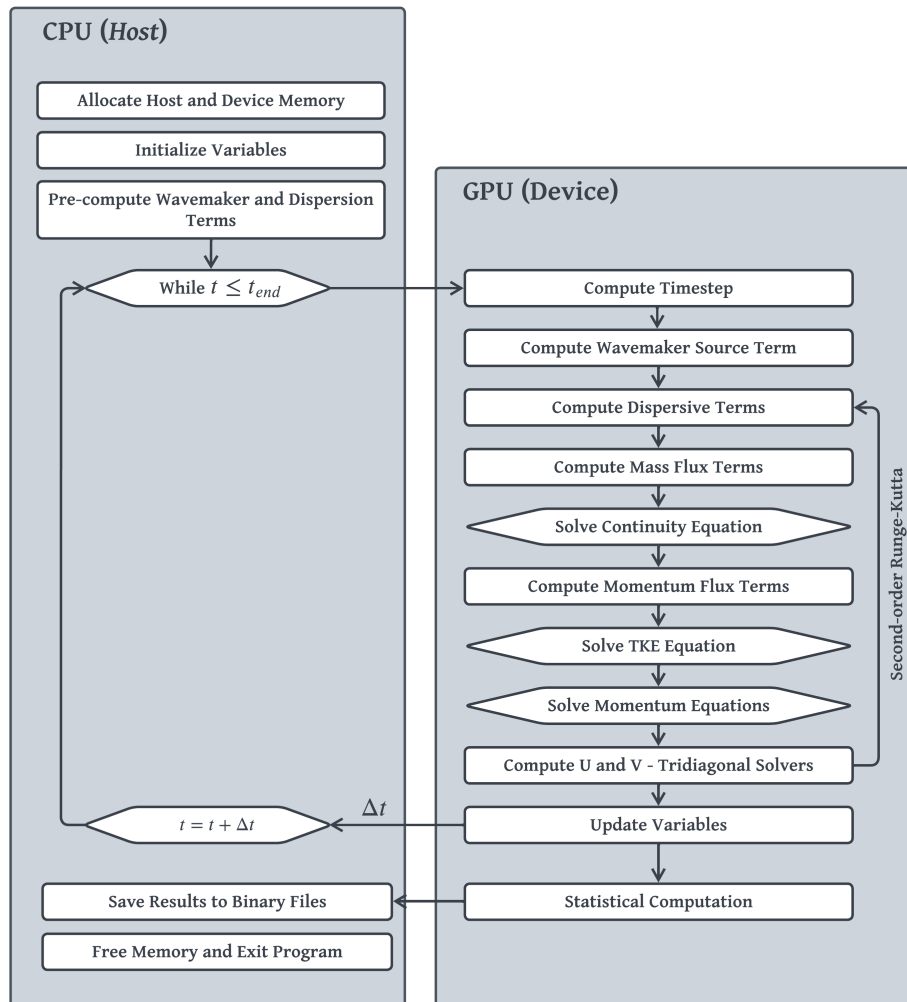 CPU (Host)
Allocate Host and Device Memory
Initialize Variables
Pre-compute Wavemaker and Dispersion
Terms
While t ≤ t_end
t = t + Δt
Save Results to Binary Files
Free Memory and Exit Program
Δt
GPU (Device)
Compute Timestep
Compute Wavemaker Source Term
Compute Dispersive Terms
Compute Mass Flux Terms
Solve Continuity Equation
Compute Momentum Flux Terms
Solve TKE Equation
Solve Momentum Equations
Compute U and V - Tridiagonal Solvers
Update Variables
Statistical Computation
Second-order Runge-Kutta